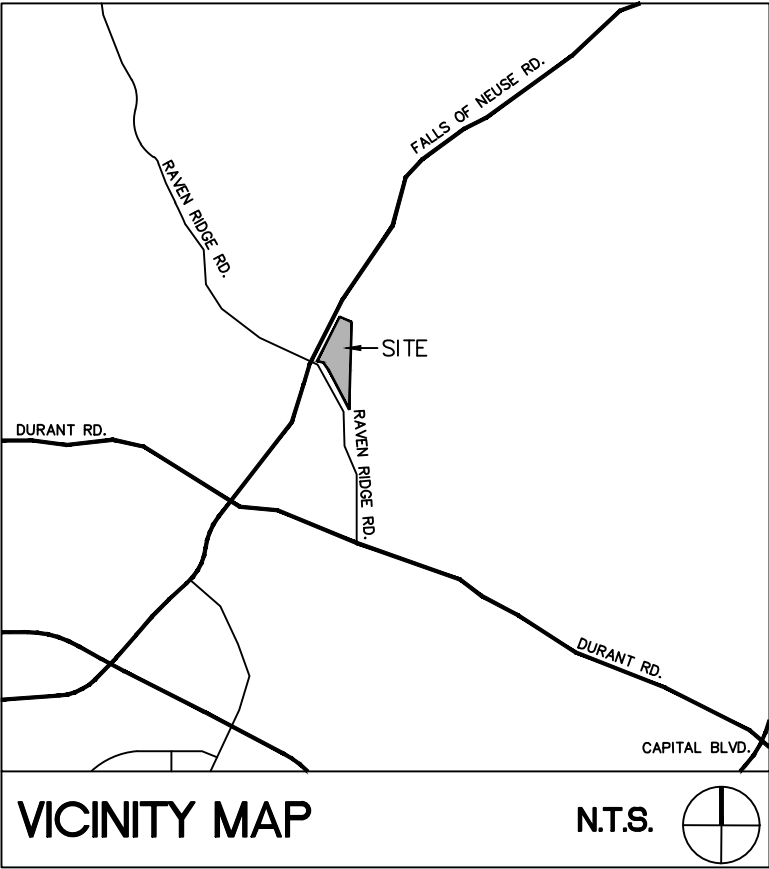 FALLS OF NEUSE RD.
RAVEN RIDGE RD.
SITE
DURANT RD.
RAVEN RIDGE RD.
DURANT RD.
CAPITAL BLVD.
VICINITY MAP
N.T.S.